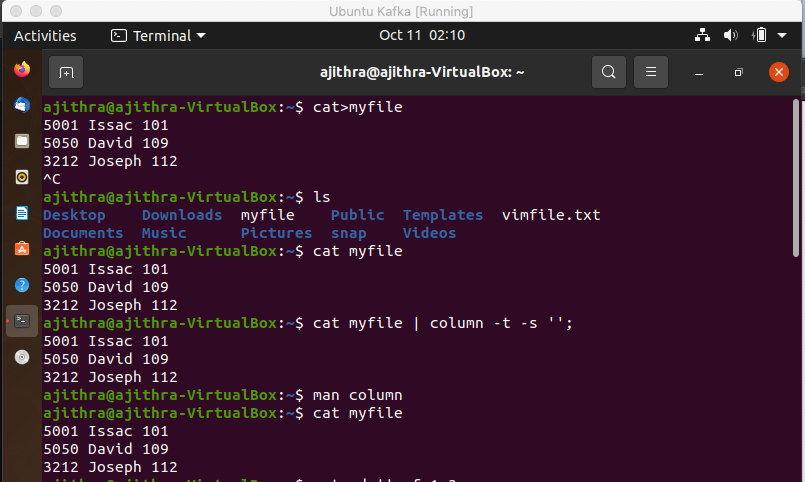 Ubuntu Kafka [Running]
Activities Terminal Oct 11 02:10
ajithra@ajithra-VirtualBox: ~
ajithra@ajithra-VirtualBox:~$ cat>myfile
5001 Issac 101
5050 David 109
3212 Joseph 112
^C
ajithra@ajithra-VirtualBox:~$ ls
Desktop Downloads myfile Public Templates vimfile.txt
Documents Music Pictures snap Videos
ajithra@ajithra-VirtualBox:~$ cat myfile
5001 Issac 101
5050 David 109
3212 Joseph 112
ajithra@ajithra-VirtualBox:~$ cat myfile | column -t -s '';
5001 Issac 101
5050 David 109
3212 Joseph 112
ajithra@ajithra-VirtualBox:~$ man column
ajithra@ajithra-VirtualBox:~$ cat myfile
5001 Issac 101
5050 David 109
3212 Joseph 112